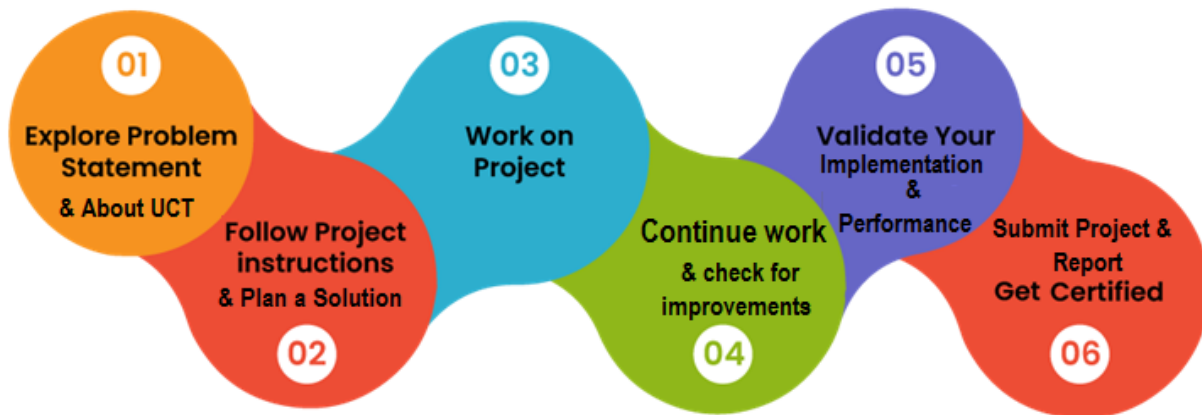 01
Explore Problem
Statement
& About UCT
Follow Project
instructions
& Plan a Solution
02
03
Work on
Project
Continue work
& check for
improvements
04
05
Validate Your
Implementation
&
Performance
Submit Project &
Report
Get Certified
06